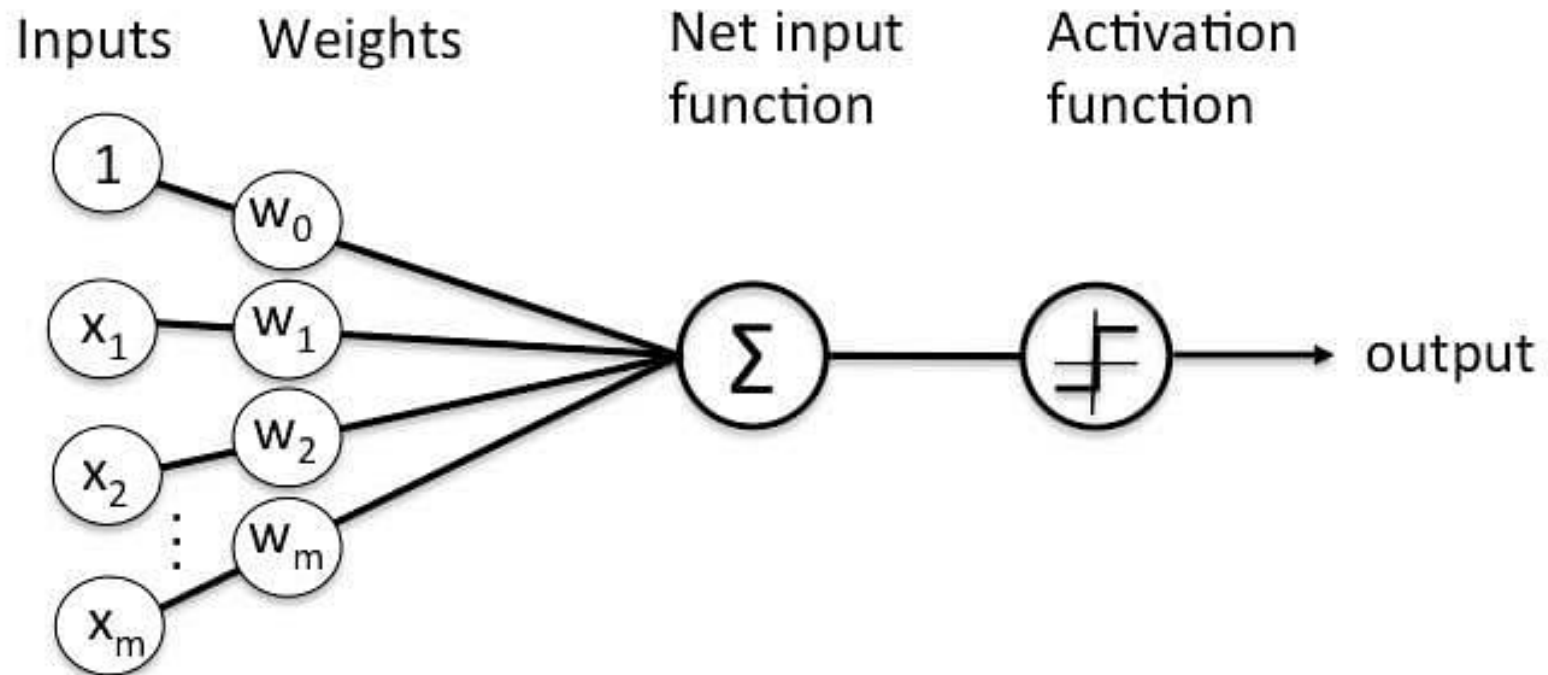 Inputs
Weights
Net input
function
Activation
function
1
w₀
x₁
w₁
x₂
w₂
⋮
xₘ
wₘ
Σ
output